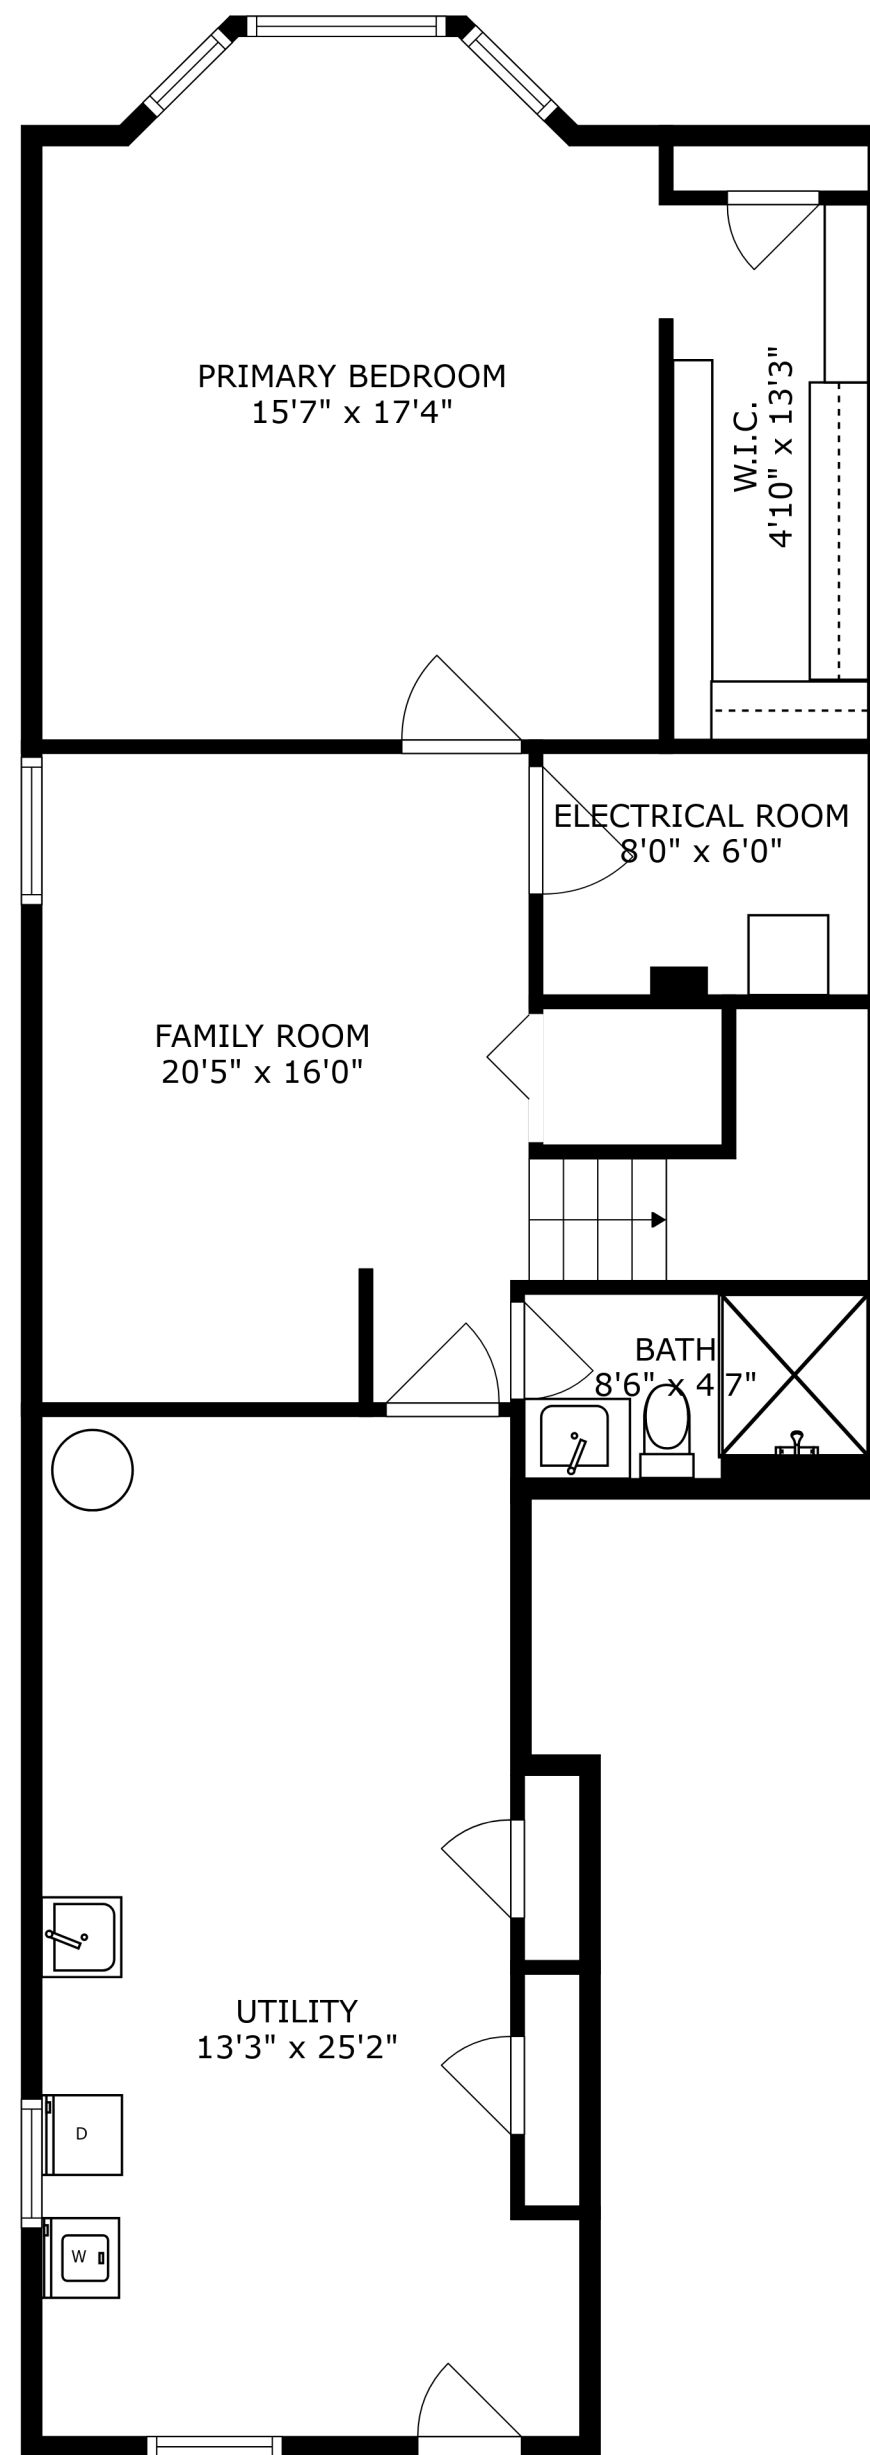 PRIMARY BEDROOM
15'7" x 17'4"
W.I.C.
4'10" x 13'3"
ELECTRICAL ROOM
8'0" x 6'0"
FAMILY ROOM
20'5" x 16'0"
BATH
8'6" x 4'7"
UTILITY
13'3" x 25'2"
D
W